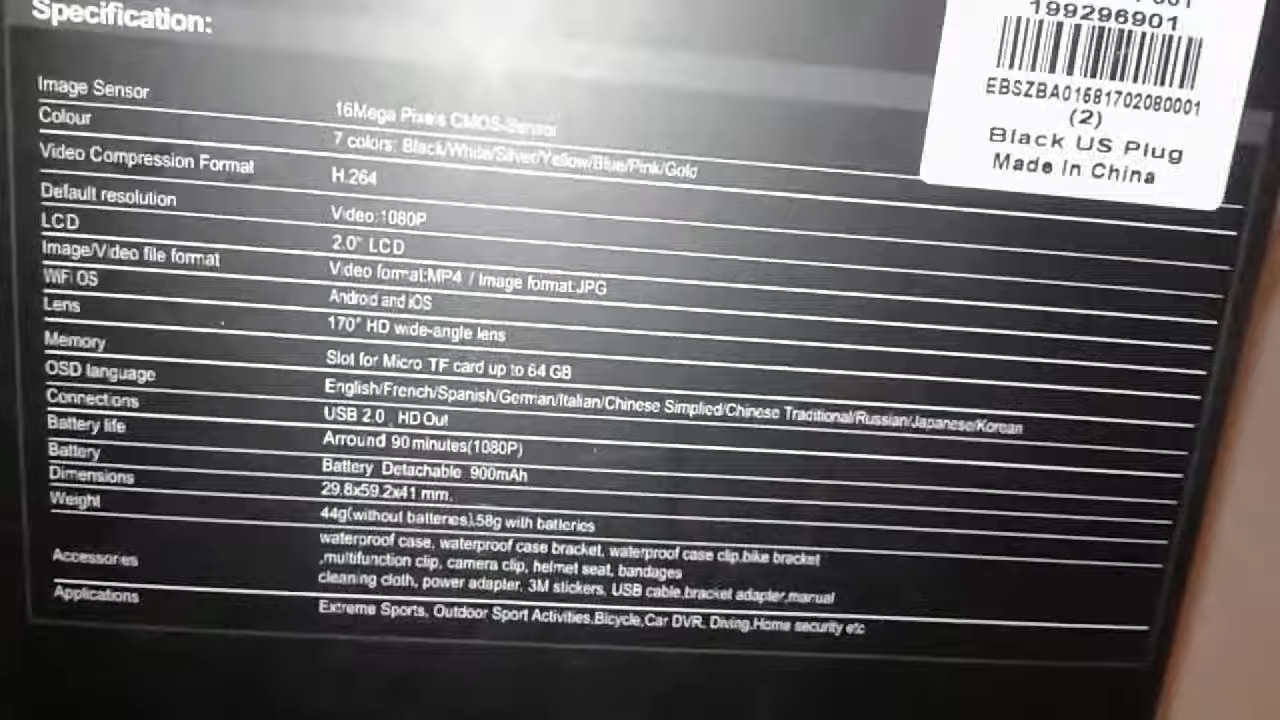 Specification:
199296901
EBSZBA01581702080001
(2)
Black US Plug
Made In China
Image Sensor 16Mega Pixels CMOS-Sensor
Colour 7 colors: Black/White/Silver/Yellow/Blue/Pink/Gold
Video Compression Format H.264
Default resolution Video:1080P
LCD 2.0" LCD
Image/Video file format Video format:MP4 / Image format:JPG
WiFi OS Android and iOS
Lens 170° HD wide-angle lens
Memory Slot for Micro TF card up to 64 GB
OSD language English/French/Spanish/German/Italian/Chinese Simplied/Chinese Traditional/Russian/Japanese/Korean
Connections USB 2.0 , HD Out
Battery life Arround 90 minutes(1080P)
Battery Battery Detachable 900mAh
Dimensions 29.8x59.2x41 mm.
Weight 44g(without batteries),58g with batteries
Accessories waterproof case, waterproof case bracket, waterproof case clip,bike bracket
,multifunction clip, camera clip, helmet seat, bandages
cleaning cloth, power adapter, 3M stickers, USB cable,bracket adapter,manual
Applications Extreme Sports, Outdoor Sport Activities,Bicycle,Car DVR, Diving,Home security etc